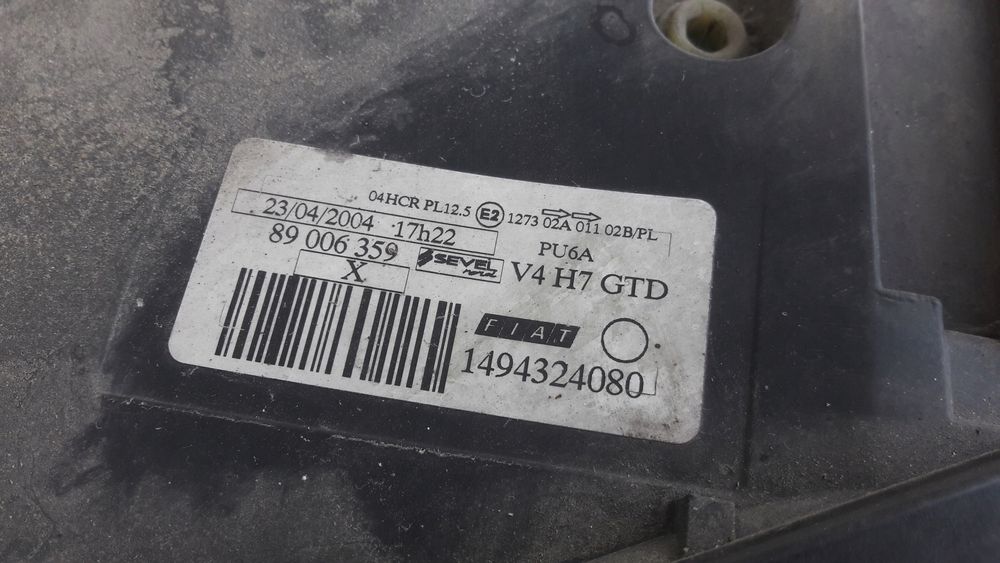 04HCR PL12.5 E2 1273 02A 011 02B/PL
23/04/2004 17h22
PU6A
89 006 359
SEVEL
V4 H7 GTD
X
FIAT
1494324080